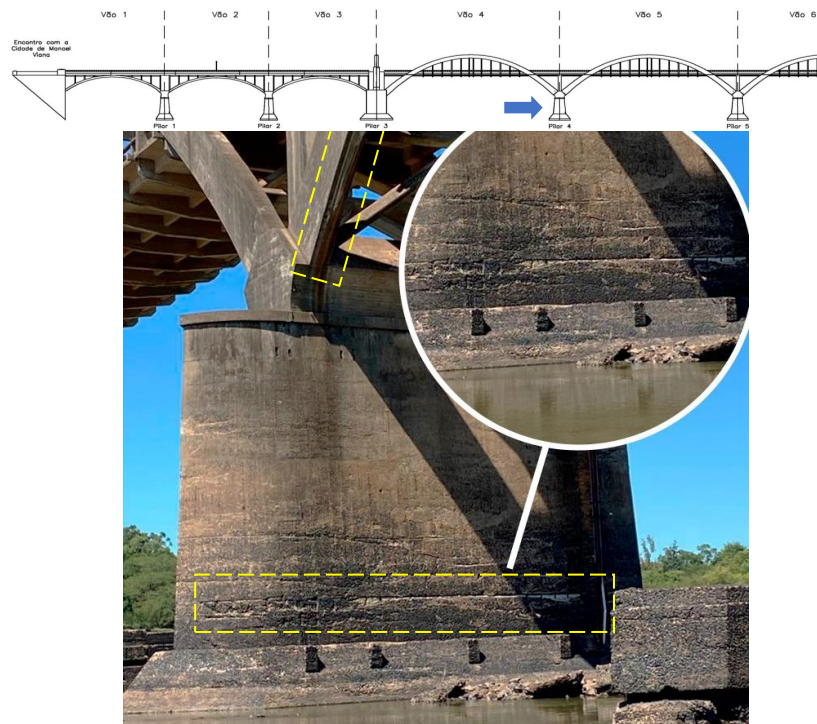 Vão 1
Vão 2
Vão 3
Vão 4
Vão 5
Vão 6
Encontro com a
Cidade de Manoel
Viana
Pilar 1
Pilar 2
Pilar 3
Pilar 4
Pilar 5